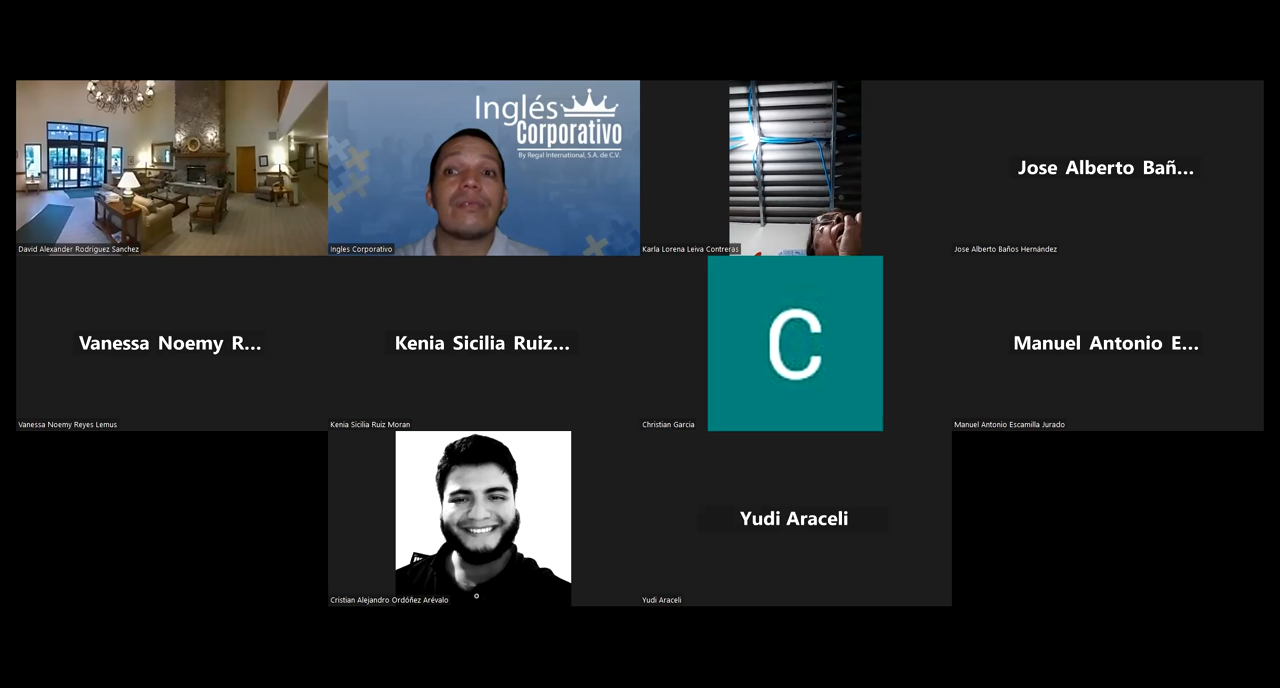 David Alexander Rodriguez Sanchez
Inglés
Corporativo
By Regal International, S.A. de C.V.
Ingles Corporativo
Karla Lorena Leiva Contreras
Jose Alberto Bañ...
Jose Alberto Baños Hernández
Vanessa Noemy R...
Vanessa Noemy Reyes Lemus
Kenia Sicilia Ruiz...
Kenia Sicilia Ruiz Moran
C
Christian Garcia
Manuel Antonio E...
Manuel Antonio Escamilla Jurado
Cristian Alejandro Ordóñez Arévalo
Yudi Araceli
Yudi Araceli